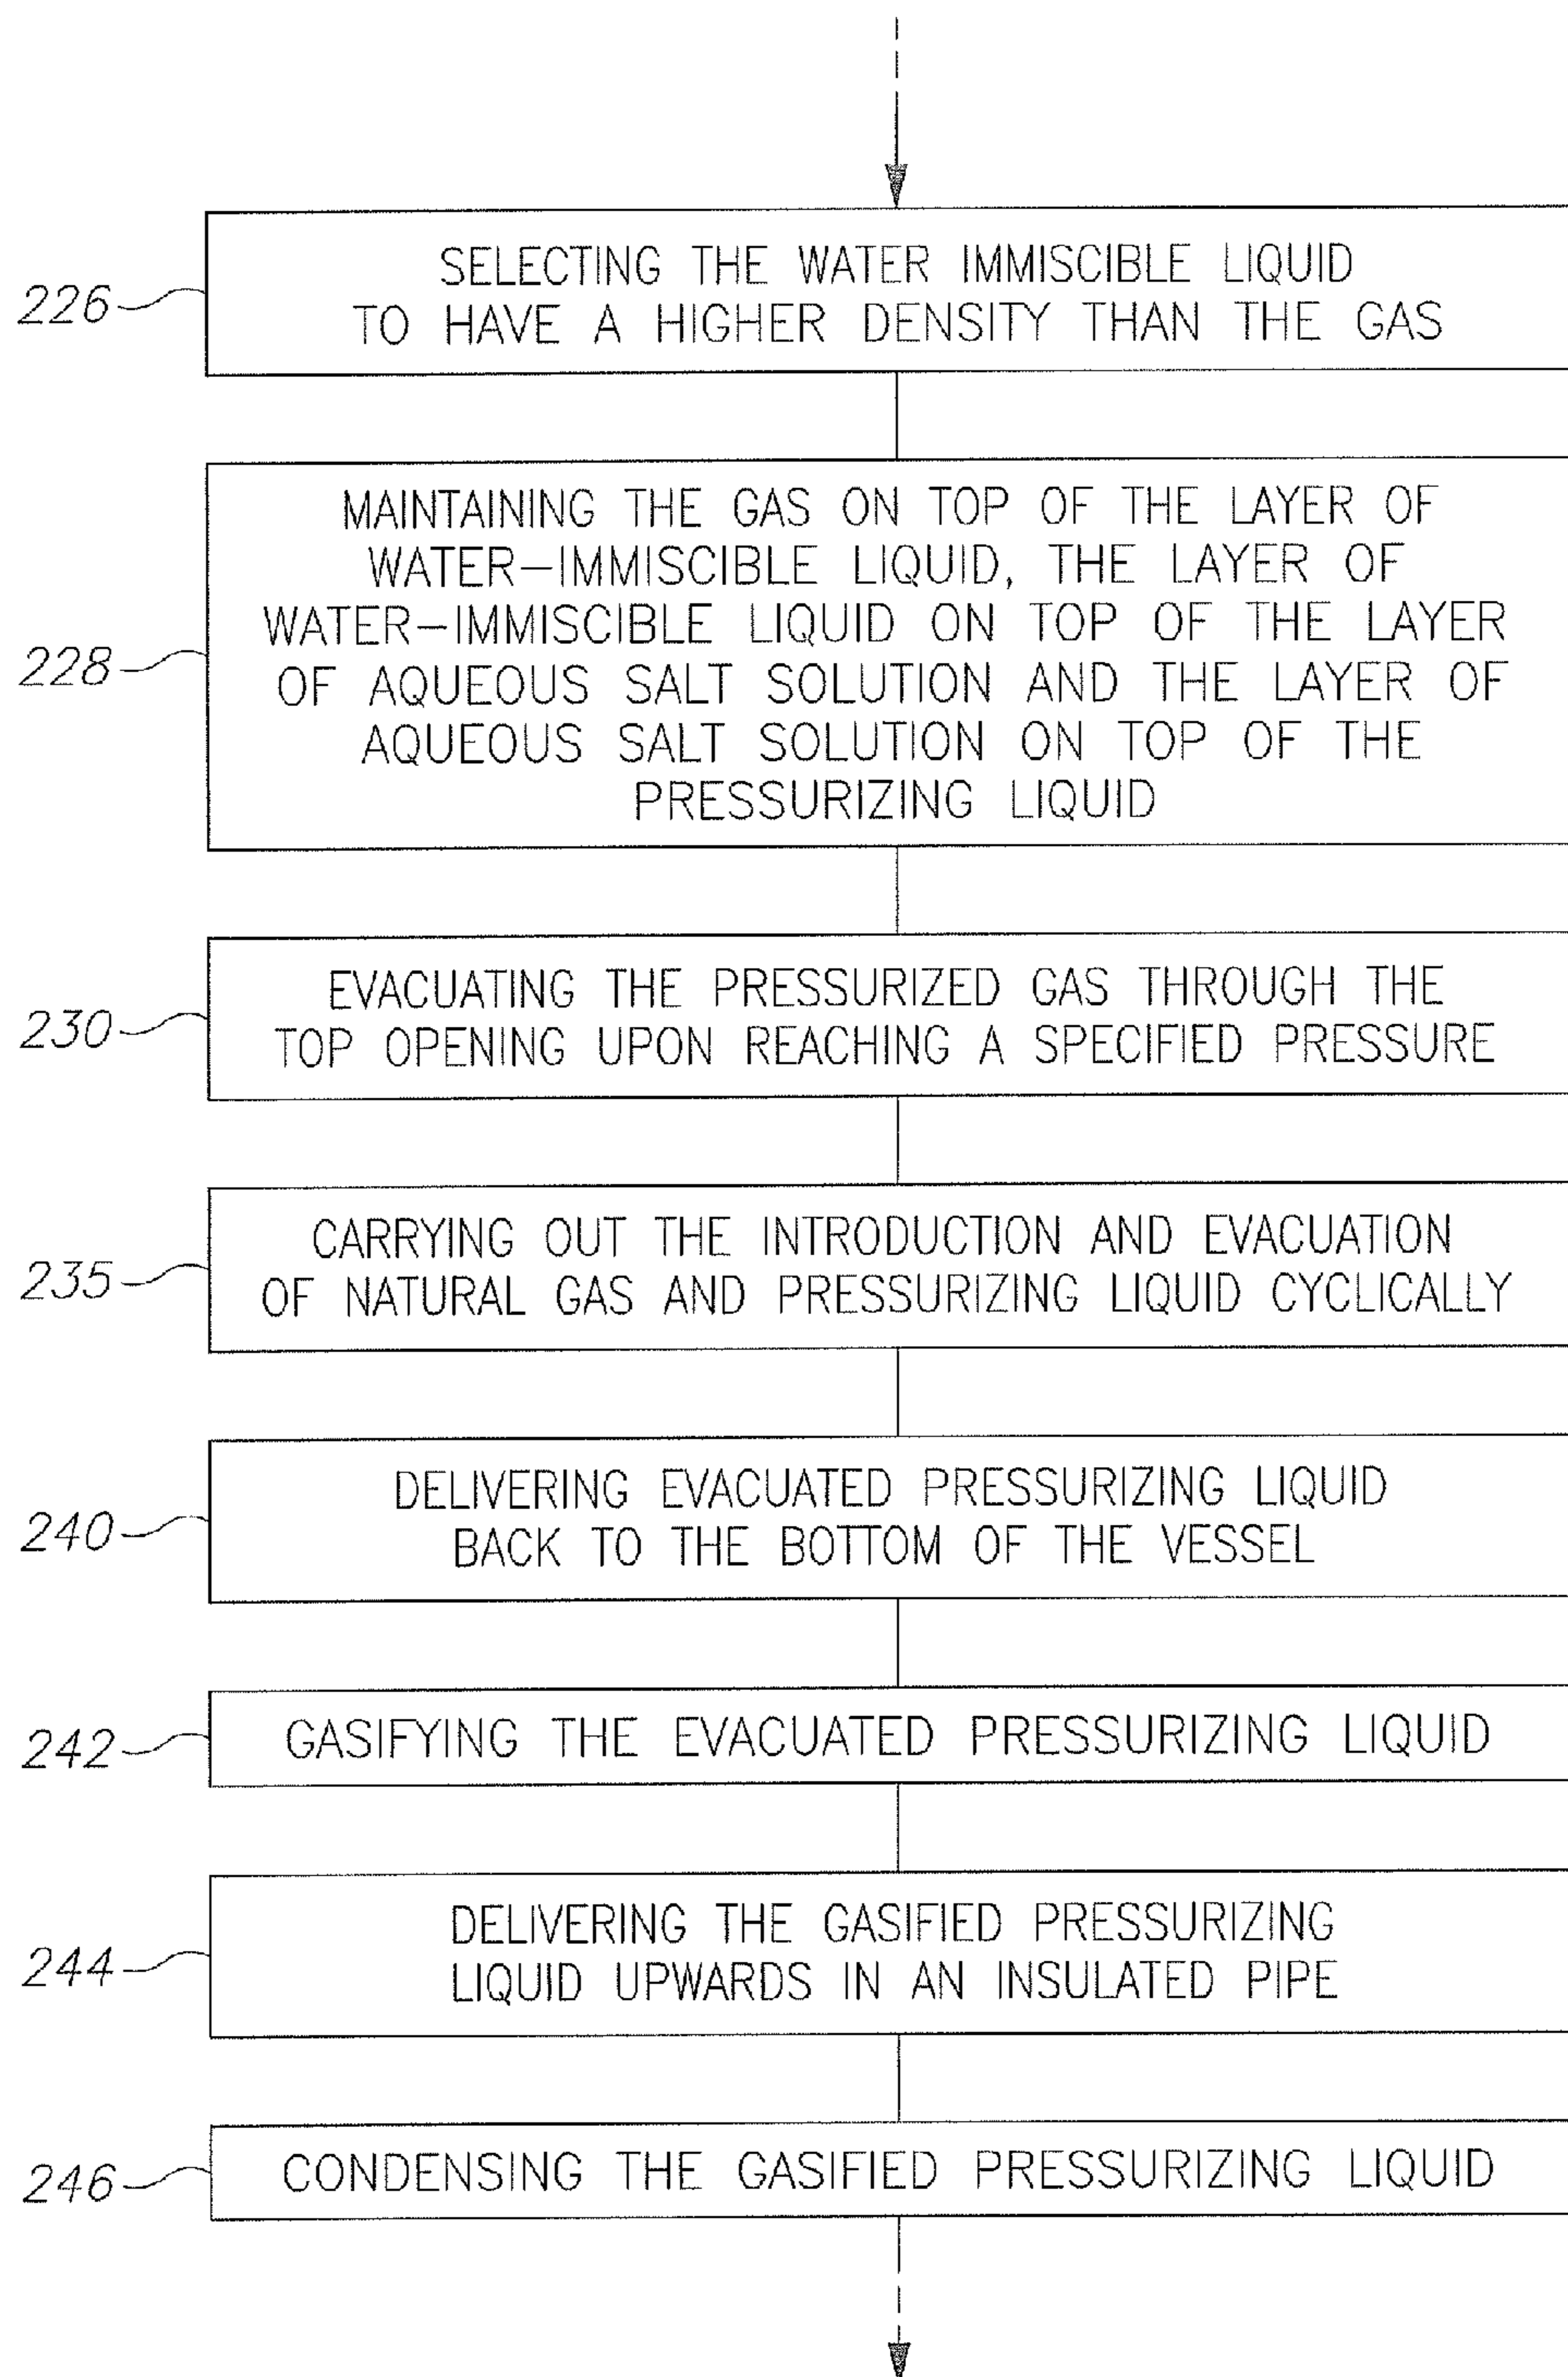 226
SELECTING THE WATER IMMISCIBLE LIQUID
TO HAVE A HIGHER DENSITY THAN THE GAS
228
MAINTAINING THE GAS ON TOP OF THE LAYER OF
WATER–IMMISCIBLE LIQUID, THE LAYER OF
WATER–IMMISCIBLE LIQUID ON TOP OF THE LAYER
OF AQUEOUS SALT SOLUTION AND THE LAYER OF
AQUEOUS SALT SOLUTION ON TOP OF THE
PRESSURIZING LIQUID
230
EVACUATING THE PRESSURIZED GAS THROUGH THE
TOP OPENING UPON REACHING A SPECIFIED PRESSURE
235
CARRYING OUT THE INTRODUCTION AND EVACUATION
OF NATURAL GAS AND PRESSURIZING LIQUID CYCLICALLY
240
DELIVERING EVACUATED PRESSURIZING LIQUID
BACK TO THE BOTTOM OF THE VESSEL
242
GASIFYING THE EVACUATED PRESSURIZING LIQUID
244
DELIVERING THE GASIFIED PRESSURIZING
LIQUID UPWARDS IN AN INSULATED PIPE
246
CONDENSING THE GASIFIED PRESSURIZING LIQUID